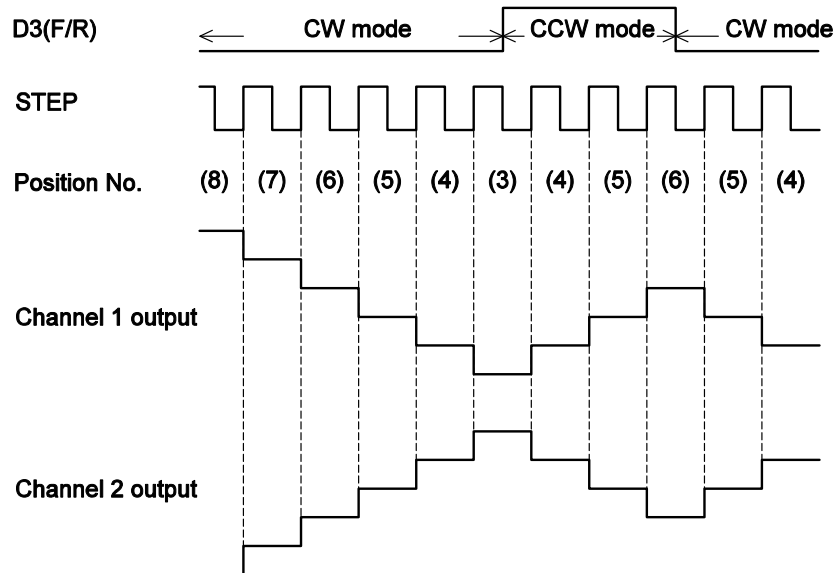 D3(F/R) CW mode CCW mode CW mode
STEP
Position No. (8) (7) (6) (5) (4) (3) (4) (5) (6) (5) (4)
Channel 1 output
Channel 2 output